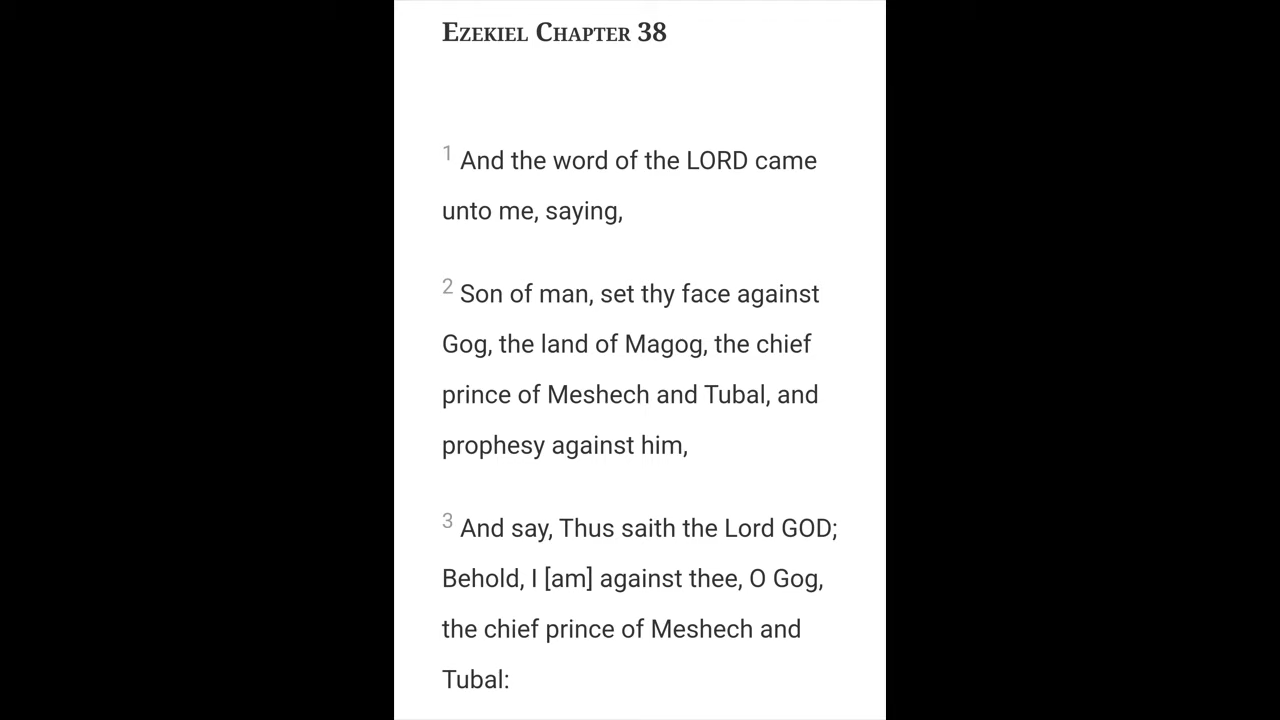 Ezekiel Chapter 38
1 And the word of the LORD came
unto me, saying,
2 Son of man, set thy face against
Gog, the land of Magog, the chief
prince of Meshech and Tubal, and
prophesy against him,
3 And say, Thus saith the Lord GOD;
Behold, I [am] against thee, O Gog,
the chief prince of Meshech and
Tubal: